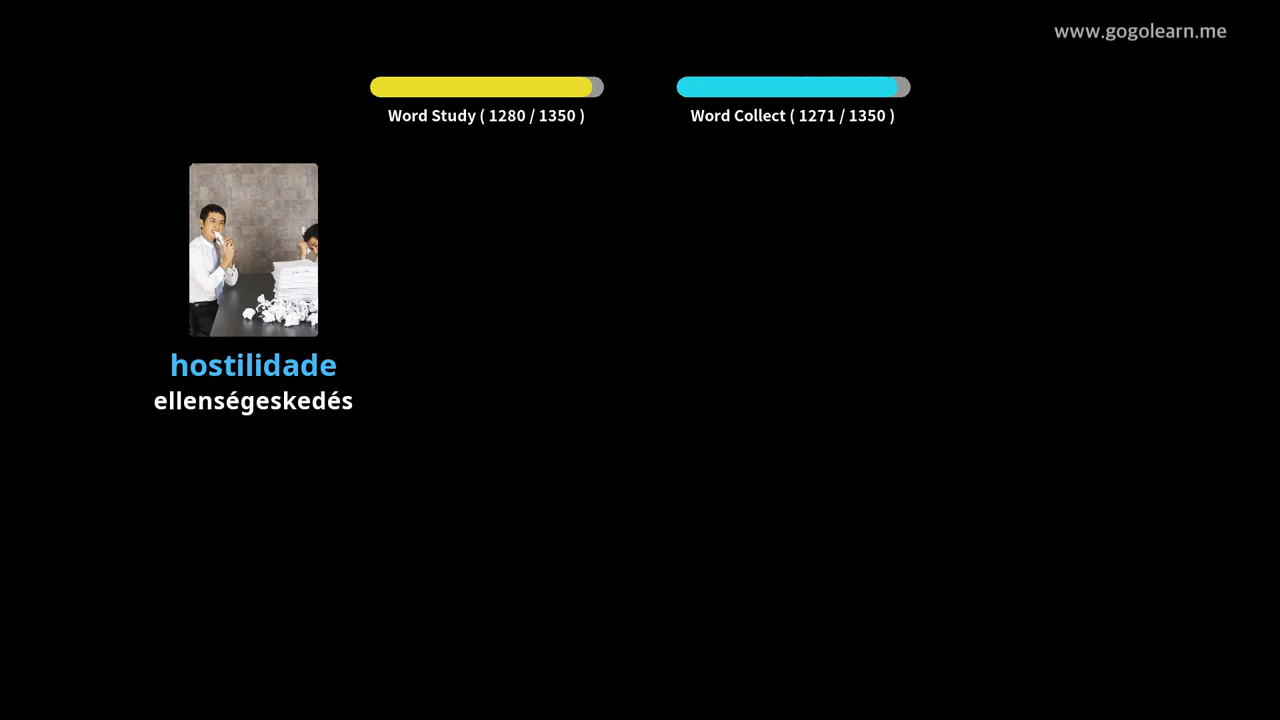 www.gogolearn.me
Word Study ( 1280 / 1350 )
Word Collect ( 1271 / 1350 )
hostilidade
ellenségeskedés